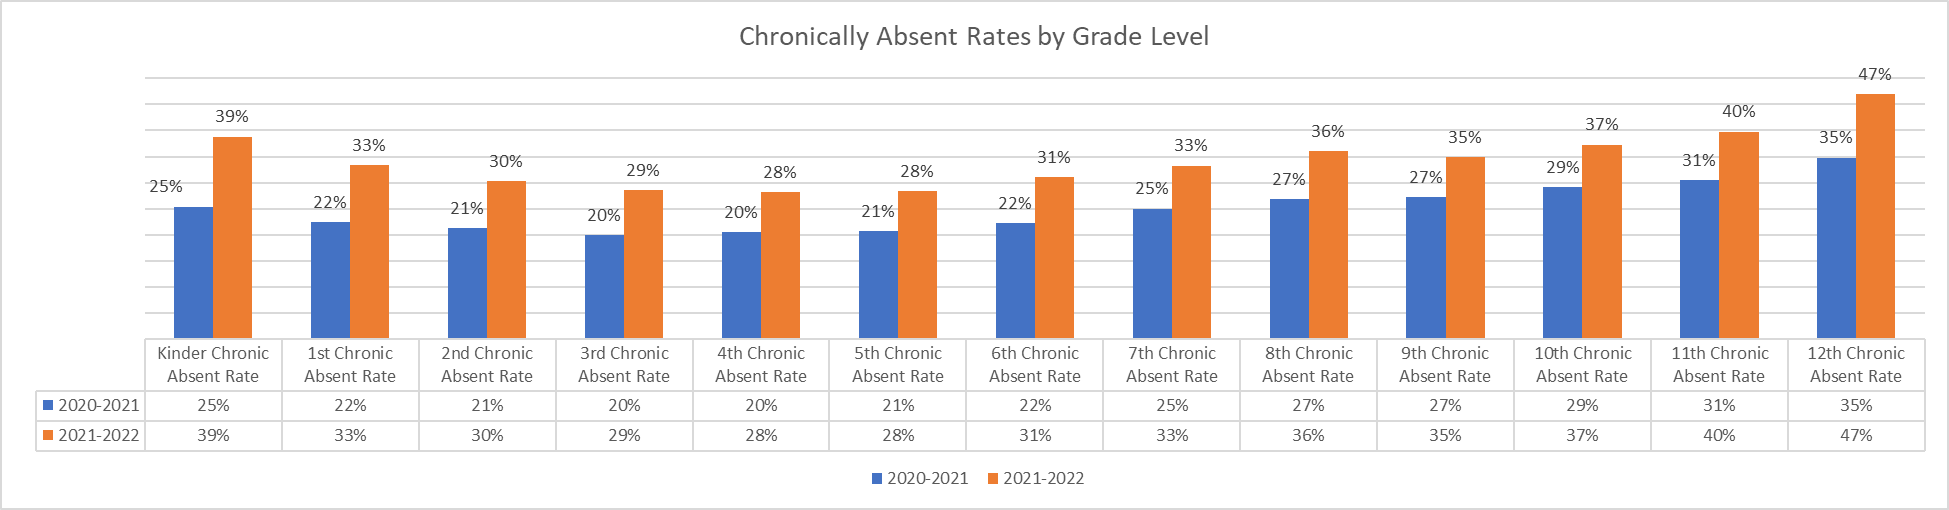 Chronically Absent Rates by Grade Level
39% 33% 30% 29% 28% 28% 31% 33% 36% 35% 37% 40% 47%
25% 22% 21% 20% 20% 21% 22% 25% 27% 27% 29% 31% 35%
Kinder Chronic 1st Chronic 2nd Chronic 3rd Chronic 4th Chronic 5th Chronic 6th Chronic 7th Chronic 8th Chronic 9th Chronic 10th Chronic 11th Chronic 12th Chronic
Absent Rate Absent Rate Absent Rate Absent Rate Absent Rate Absent Rate Absent Rate Absent Rate Absent Rate Absent Rate Absent Rate Absent Rate Absent Rate
2020-2021 25% 22% 21% 20% 20% 21% 22% 25% 27% 27% 29% 31% 35%
2021-2022 39% 33% 30% 29% 28% 28% 31% 33% 36% 35% 37% 40% 47%
2020-2021 2021-2022